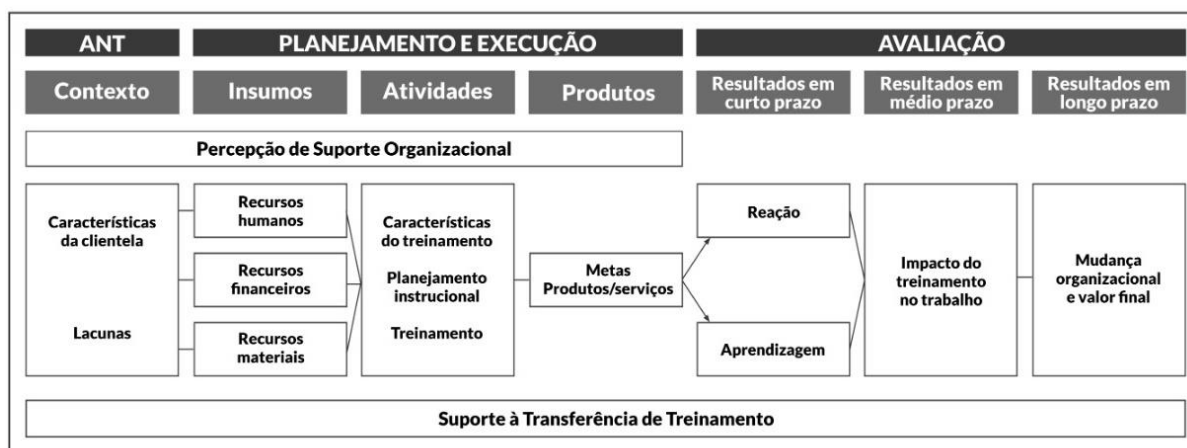 ANT
PLANEJAMENTO E EXECUÇÃO
AVALIAÇÃO
Contexto
Insumos
Atividades
Produtos
Resultados em
curto prazo
Resultados em
médio prazo
Resultados em
longo prazo
Percepção de Suporte Organizacional
Características
da clientela
Lacunas
Recursos
humanos
Recursos
financeiros
Recursos
materiais
Características
do treinamento
Planejamento
instrucional
Treinamento
Metas
Produtos/serviços
Reação
Aprendizagem
Impacto do
treinamento
no trabalho
Mudança
organizacional
e valor final
Suporte à Transferência de Treinamento